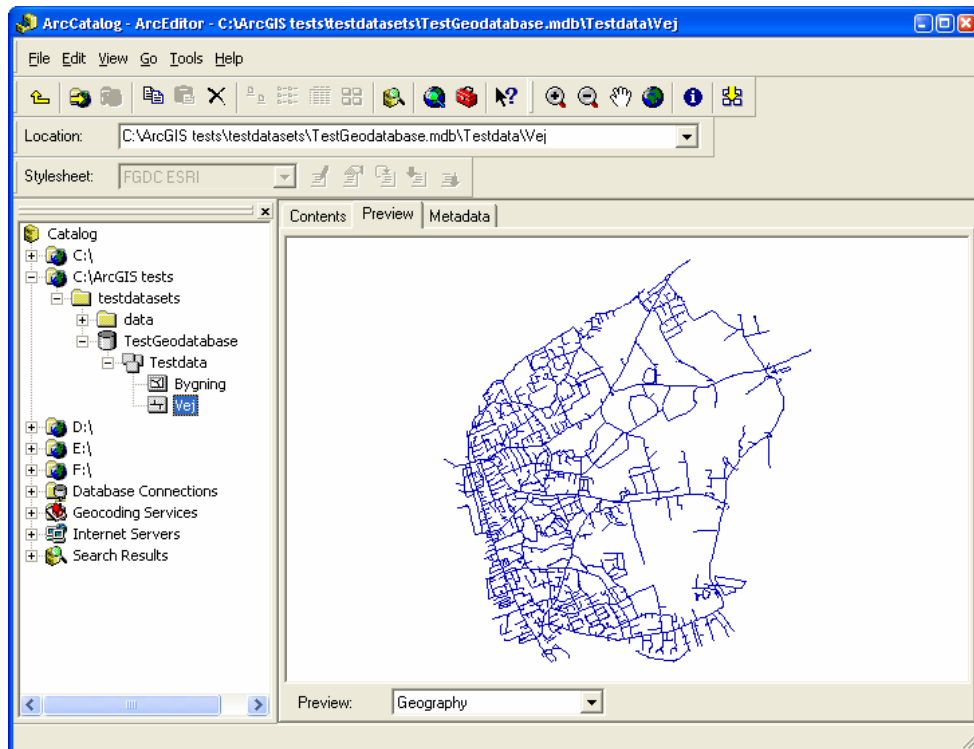 ArcCatalog - ArcEditor - C:\ArcGIS tests\testdatasets\TestGeodatabase.mdb\Testdata\Vej
File Edit View Go Tools Help
Location: C:\ArcGIS tests\testdatasets\TestGeodatabase.mdb\Testdata\Vej
Stylesheet: FGDC ESRI
Catalog
C:\
C:\ArcGIS tests
testdatasets
data
TestGeodatabase
Testdata
Bygning
Vej
D:\
E:\
F:\
Database Connections
Geocoding Services
Internet Servers
Search Results
Contents Preview Metadata
Preview: Geography